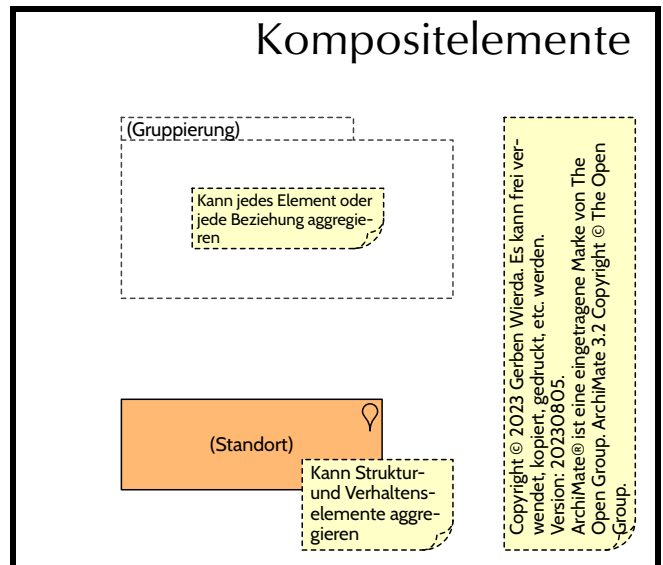 Kompositelemente
(Gruppierung)
Kann jedes Element oder
jede Beziehung aggregie-
ren
(Standort)
Kann Struktur-
und Verhaltens-
elemente aggre-
gieren
Copyright © 2023 Gerben Wierda. Es kann frei ver-
wendet, kopiert, gedruckt, etc. werden.
Version: 20230805.
ArchiMate® ist eine eingetragene Marke von The
Open Group. ArchiMate 3.2 Copyright © The Open
Group.